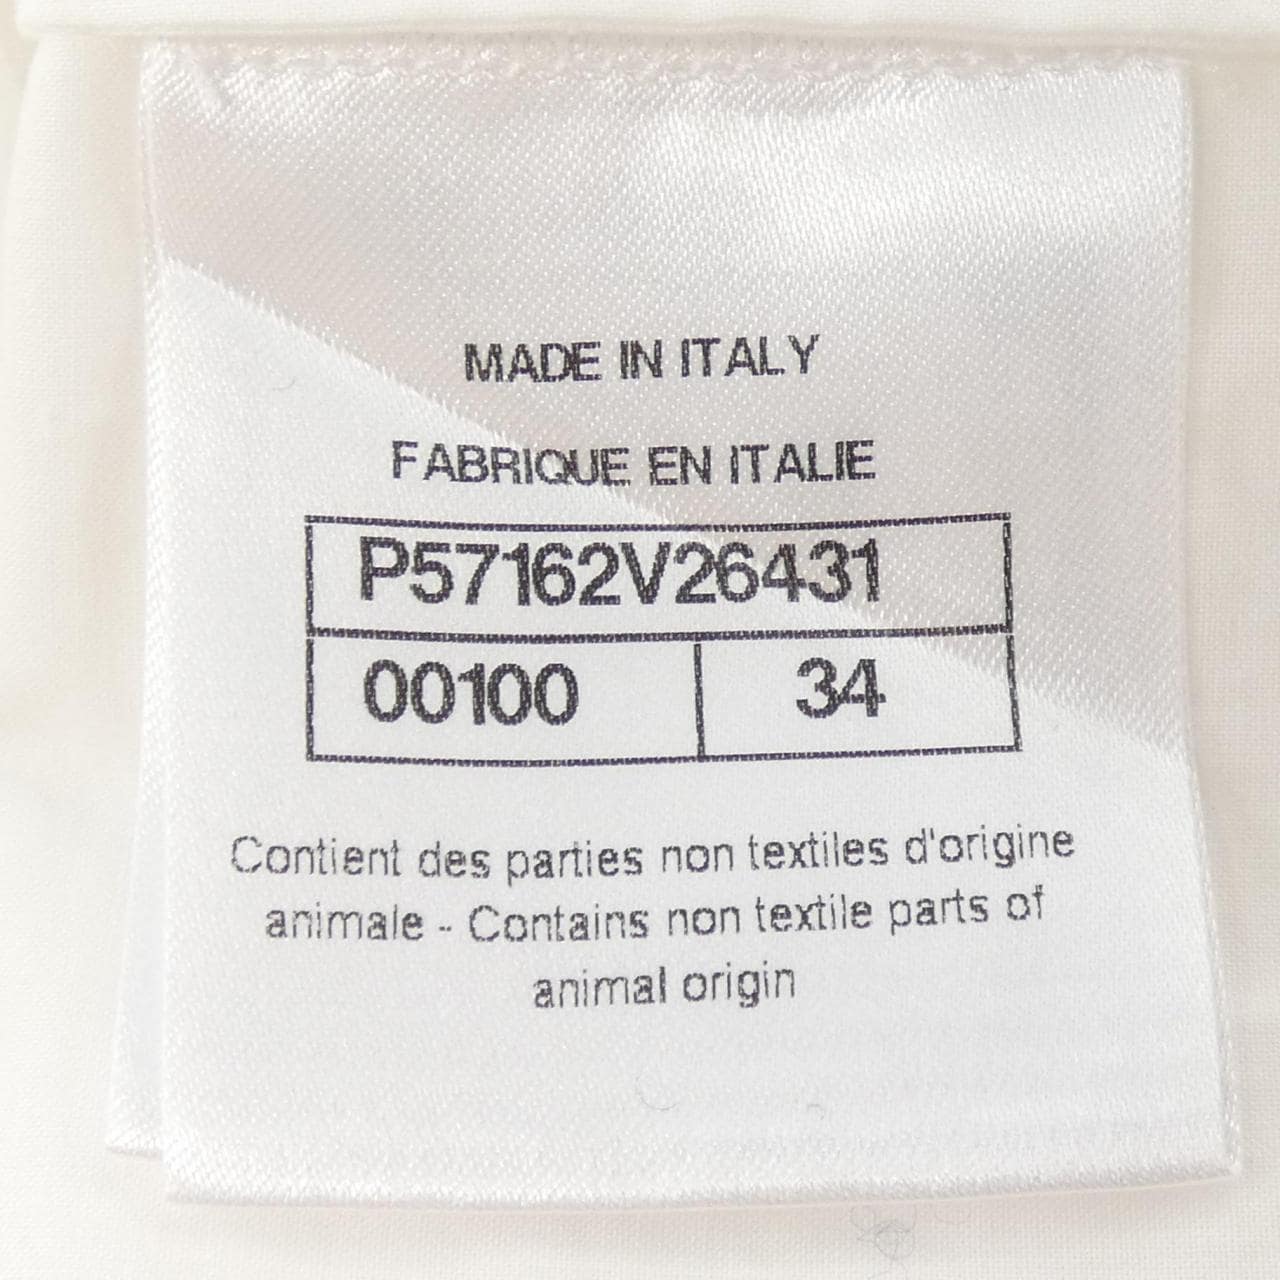 MADE IN ITALY
FABRIQUE EN ITALIE
P57162V26431
00100 34
Contient des parties non textiles d'origine
animale - Contains non textile parts of
animal origin